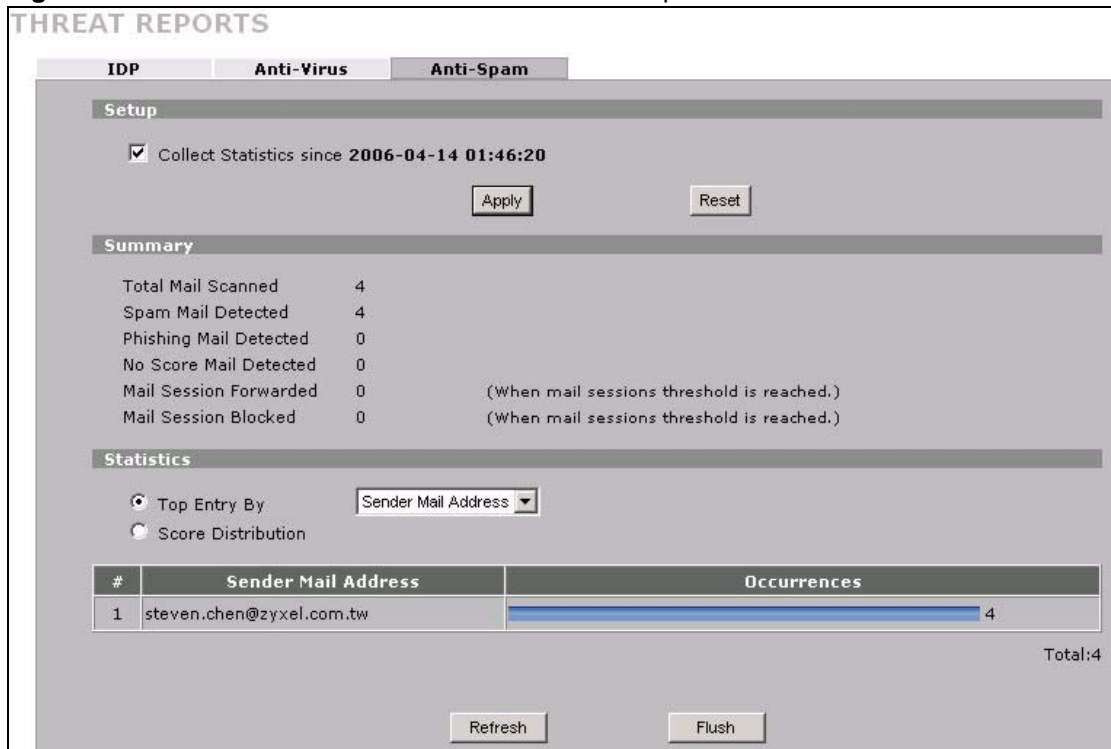 THREAT REPORTS
IDP Anti-Virus Anti-Spam
Setup
Collect Statistics since 2006-04-14 01:46:20
Apply Reset
Summary
Total Mail Scanned 4
Spam Mail Detected 4
Phishing Mail Detected 0
No Score Mail Detected 0
Mail Session Forwarded 0 (When mail sessions threshold is reached.)
Mail Session Blocked 0 (When mail sessions threshold is reached.)
Statistics
Top Entry By Sender Mail Address
Score Distribution
# Sender Mail Address Occurrences
1 steven.chen@zyxel.com.tw 4
Total:4
Refresh Flush